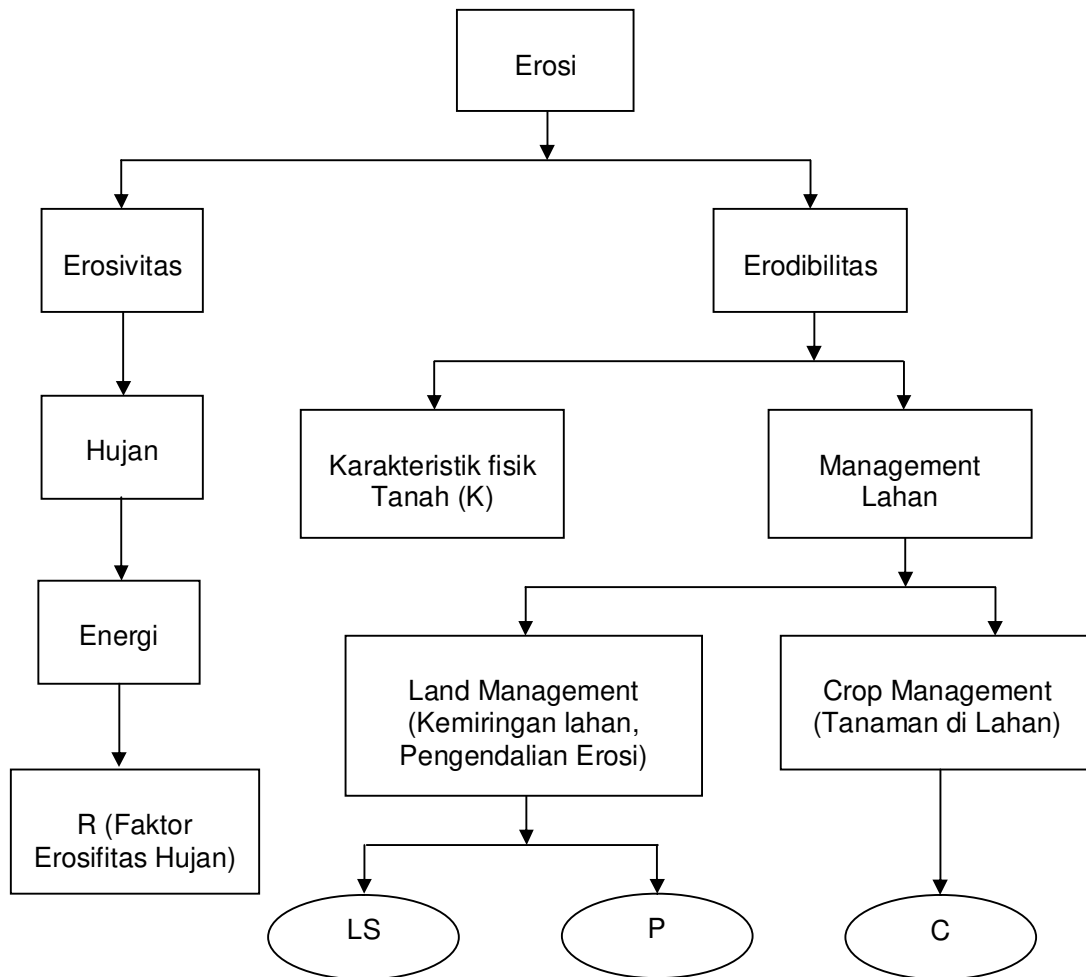 Erosi
Erosivitas
Erodibilitas
Hujan
Karakteristik fisik
Tanah (K)
Management
Lahan
Energi
Land Management
(Kemiringan lahan,
Pengendalian Erosi)
Crop Management
(Tanaman di Lahan)
R (Faktor
Erosifitas Hujan)
LS
P
C